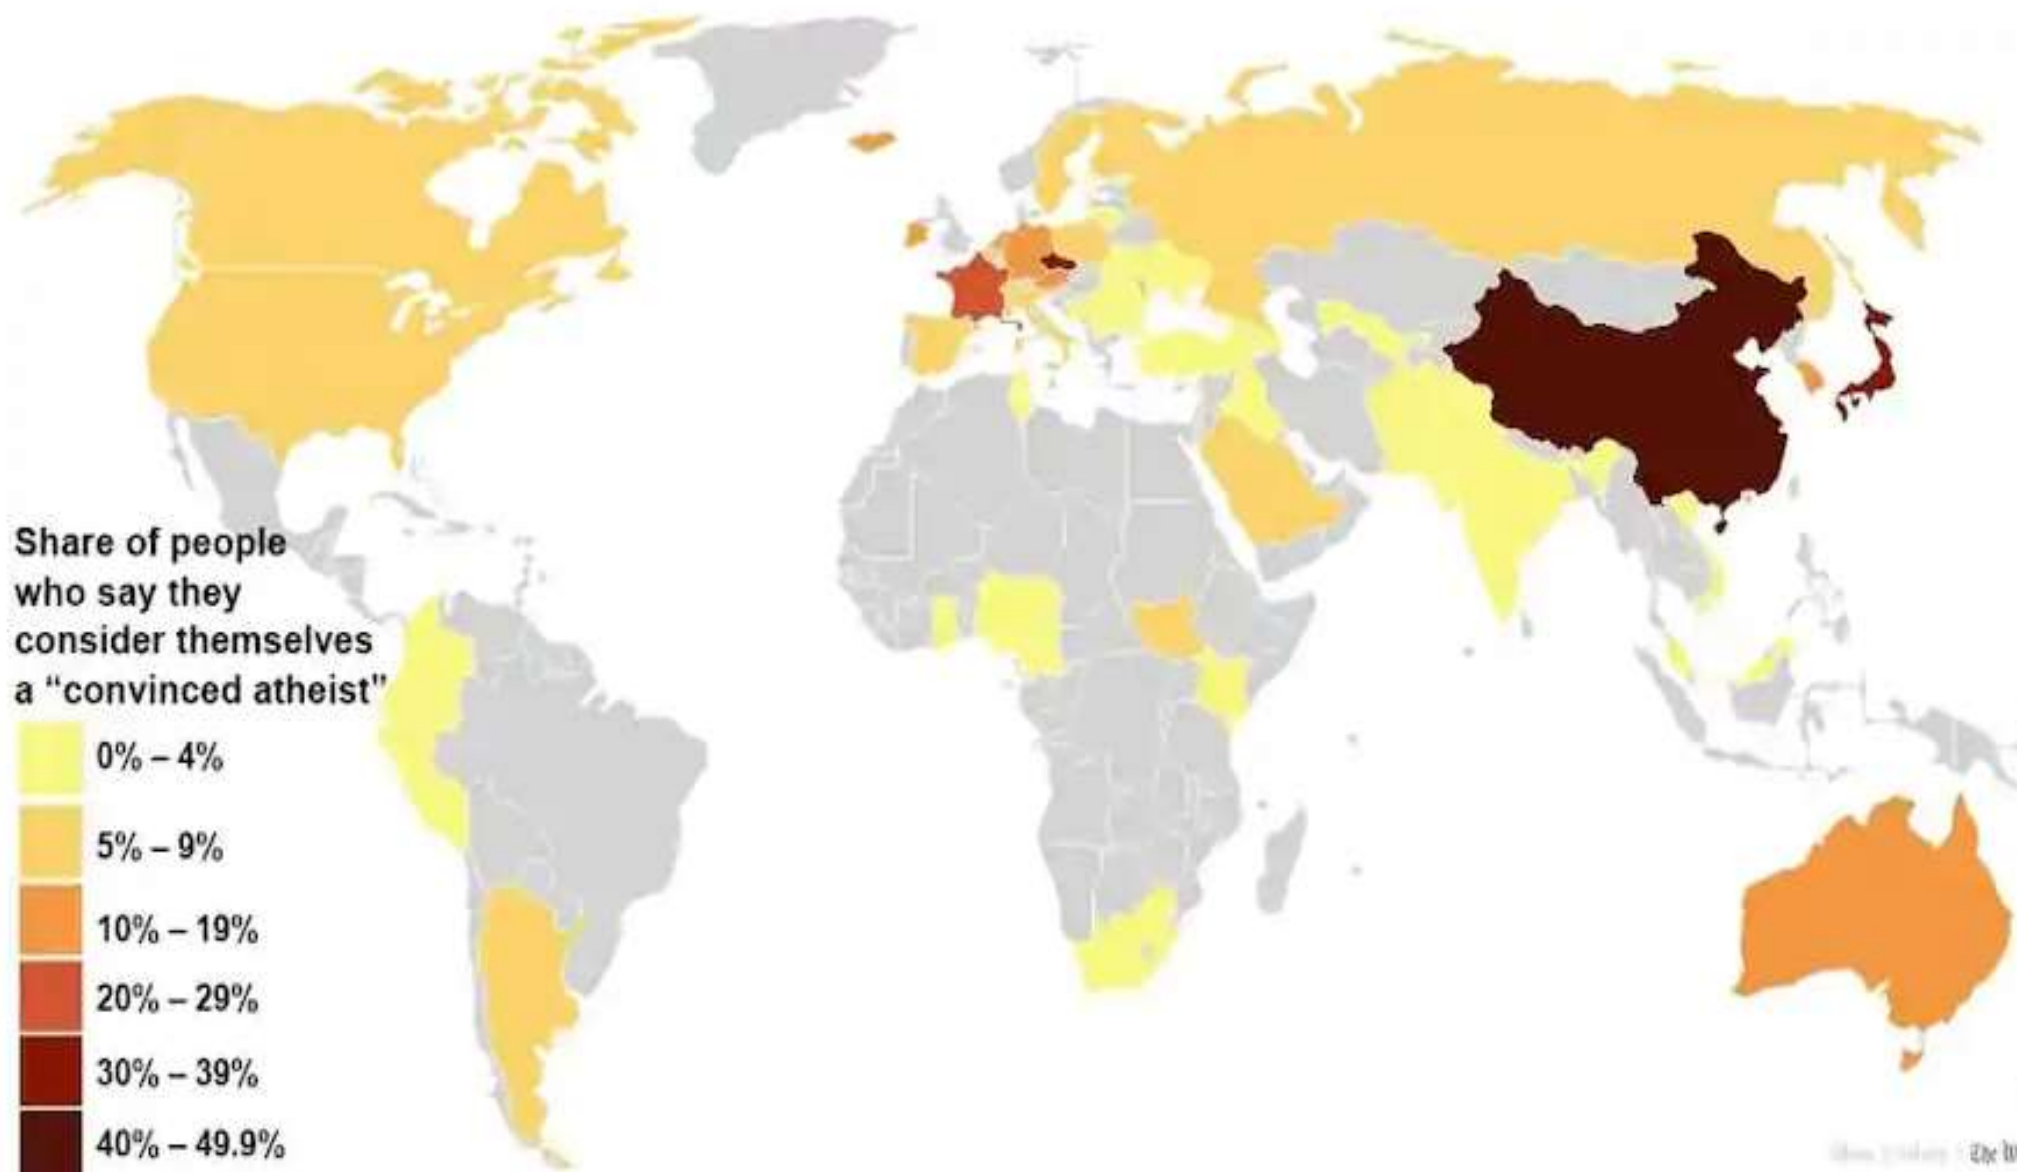 Share of people
who say they
consider themselves
a “convinced atheist”
0% – 4%
5% – 9%
10% – 19%
20% – 29%
30% – 39%
40% – 49.9%
The